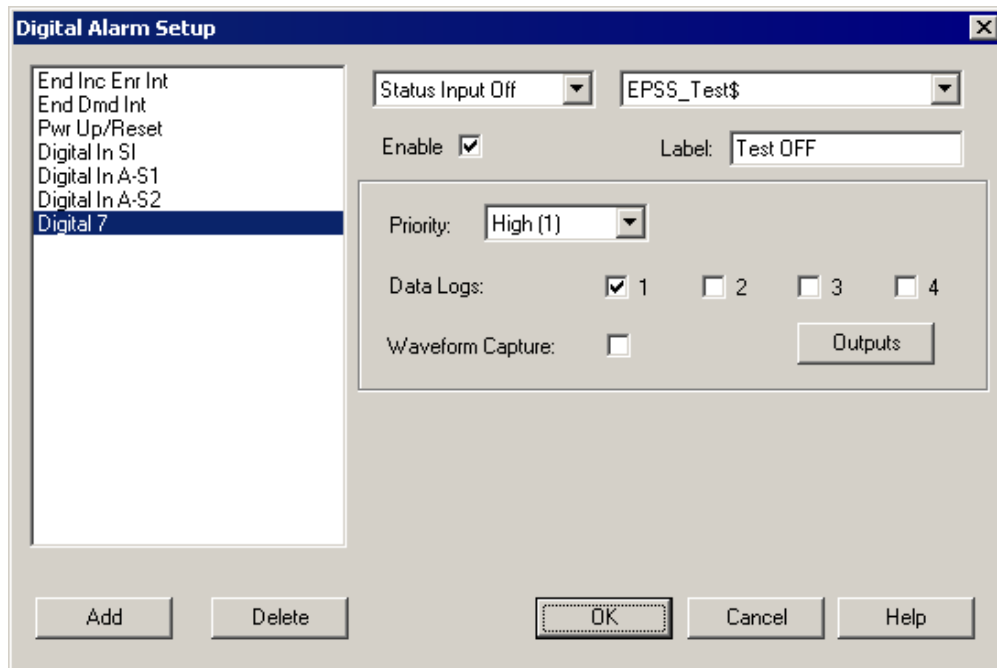 Digital Alarm Setup
End Inc Enr Int
End Dmd Int
Pwr Up/Reset
Digital In SI
Digital In A-S1
Digital In A-S2
Digital 7
Status Input Off
EPSS_Test$
Enable
Label:
Test OFF
Priority:
High (1)
Data Logs:
1
2
3
4
Waveform Capture:
Outputs
Add
Delete
OK
Cancel
Help